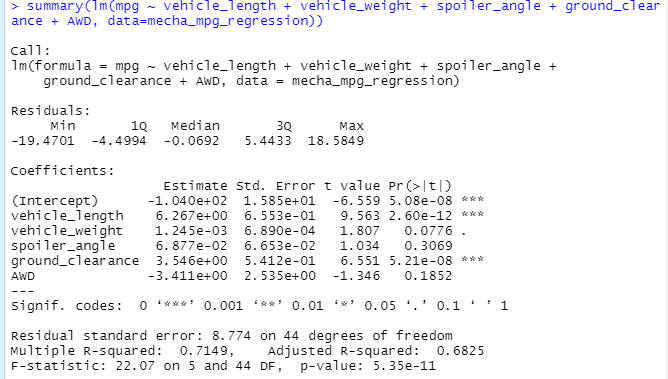 > summary(lm(mpg ~ vehicle_length + vehicle_weight + spoiler_angle + ground_clear
ance + AWD, data=mecha_mpg_regression))
Call:
lm(formula = mpg ~ vehicle_length + vehicle_weight + spoiler_angle +
    ground_clearance + AWD, data = mecha_mpg_regression)
Residuals:
     Min       1Q   Median       3Q      Max
-19.4701  -4.4994  -0.0692   5.4433  18.5849
Coefficients:
                   Estimate Std. Error t value Pr(>|t|)
(Intercept)      -1.040e+02  1.585e+01  -6.559 5.08e-08 ***
vehicle_length    6.267e+00  6.553e-01   9.563 2.60e-12 ***
vehicle_weight    1.245e-03  6.890e-04   1.807   0.0776 .
spoiler_angle     6.877e-02  6.653e-02   1.034   0.3069
ground_clearance  3.546e+00  5.412e-01   6.551 5.21e-08 ***
AWD              -3.411e+00  2.535e+00  -1.346   0.1852
---
Signif. codes:  0 ‘***’ 0.001 ‘**’ 0.01 ‘*’ 0.05 ‘.’ 0.1 ‘ ’ 1
Residual standard error: 8.774 on 44 degrees of freedom
Multiple R-squared:  0.7149,    Adjusted R-squared:  0.6825
F-statistic: 22.07 on 5 and 44 DF,  p-value: 5.35e-11